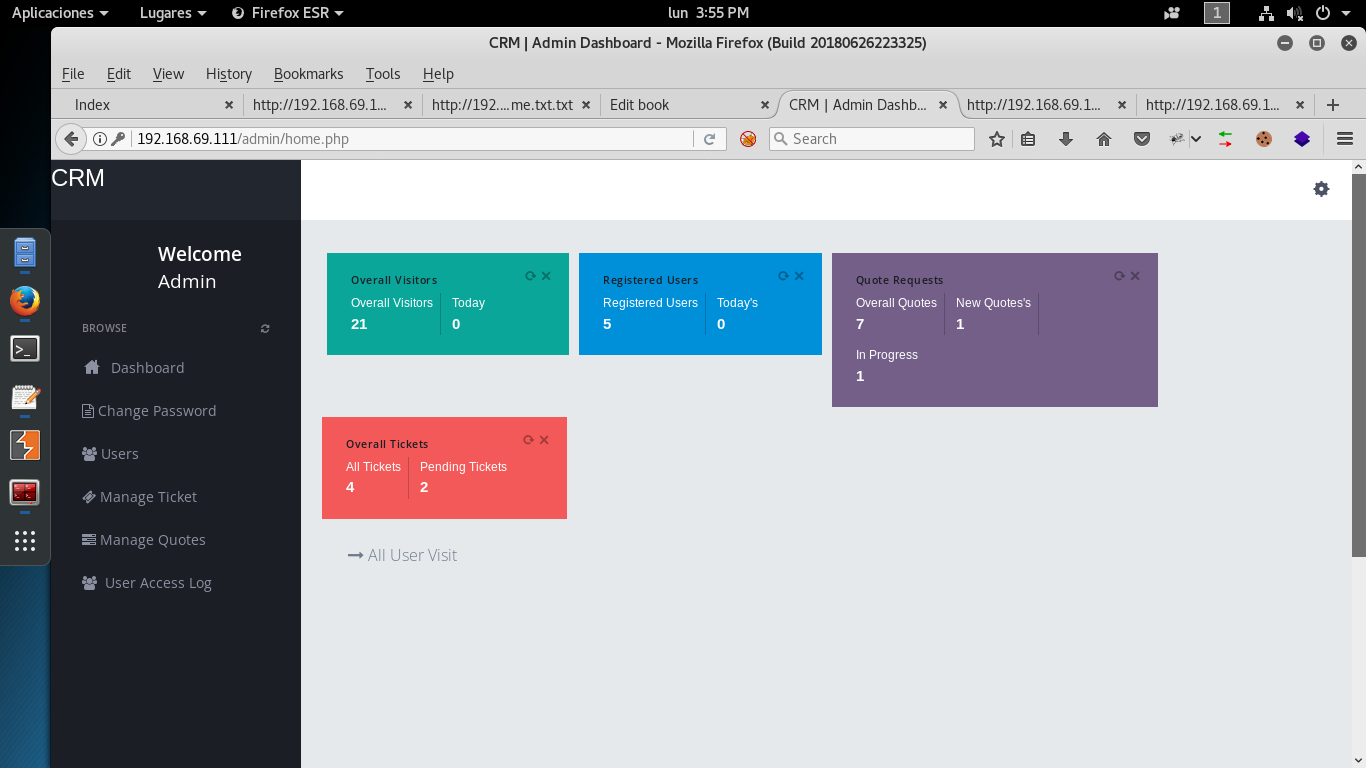 Aplicaciones Lugares Firefox ESR lun 3:55 PM 1
CRM | Admin Dashboard - Mozilla Firefox (Build 20180626223325)
File Edit View History Bookmarks Tools Help
Index http://192.168.69.1... http://192....me.txt.txt Edit book CRM | Admin Dashb... http://192.168.69.1... http://192.168.69.1...
192.168.69.111/admin/home.php Search
CRM
Welcome
Admin
BROWSE
Dashboard
Change Password
Users
Manage Ticket
Manage Quotes
User Access Log
Overall Visitors
Overall Visitors Today
21 0
Registered Users
Registered Users Today's
5 0
Quote Requests
Overall Quotes New Quotes's
7 1
In Progress
1
Overall Tickets
All Tickets Pending Tickets
4 2
All User Visit